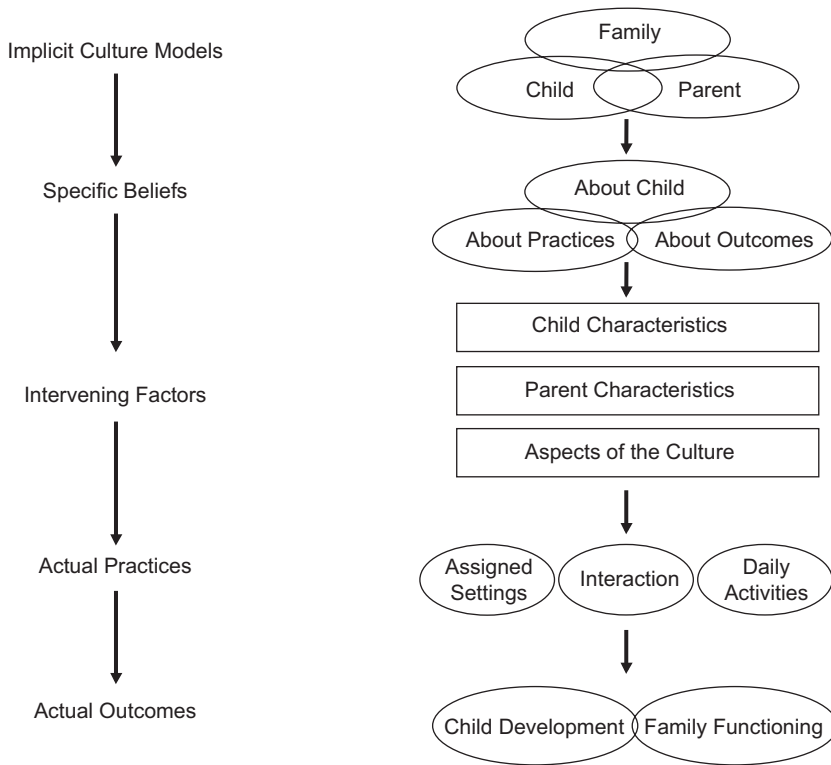 Implicit Culture Models
Family
Child
Parent
Specific Beliefs
About Child
About Practices
About Outcomes
Child Characteristics
Intervening Factors
Parent Characteristics
Aspects of the Culture
Actual Practices
Assigned
Settings
Interaction
Daily
Activities
Actual Outcomes
Child Development
Family Functioning